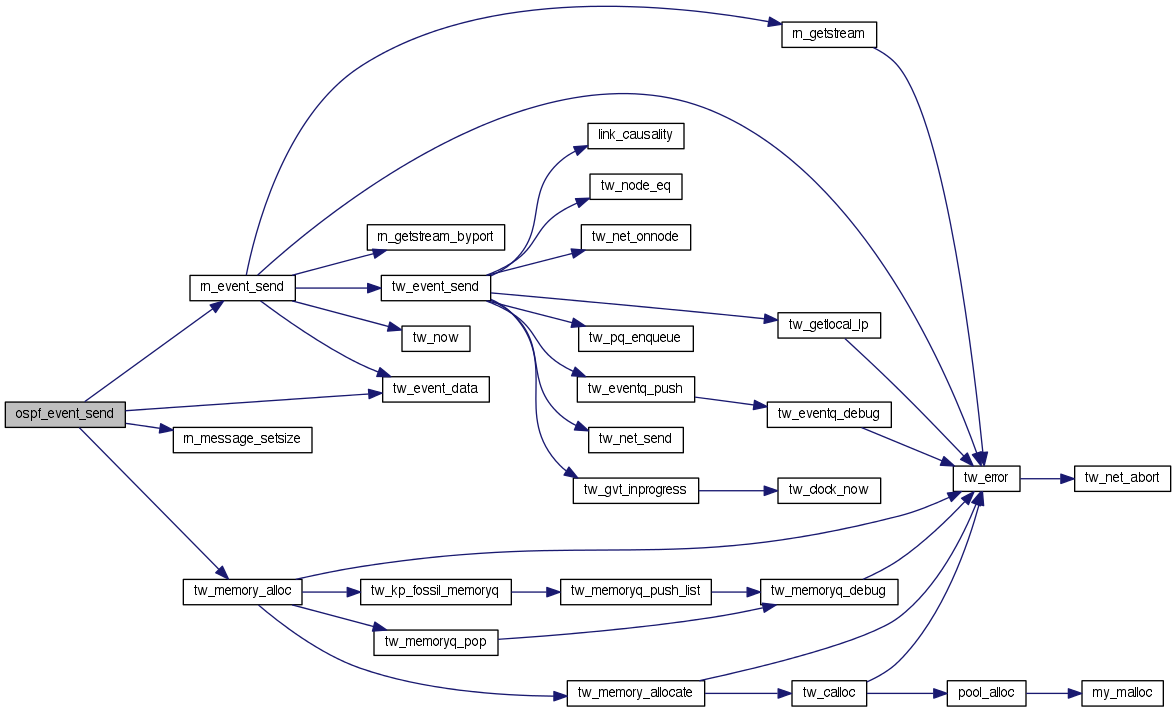 rn_getstream
link_causality
tw_node_eq
rn_getstream_byport
tw_net_onnode
rn_event_send
tw_event_send
tw_getlocal_lp
tw_now
tw_pq_enqueue
tw_event_data
tw_eventq_push
ospf_event_send
tw_eventq_debug
rn_message_setsize
tw_net_send
tw_error
tw_net_abort
tw_gvt_inprogress
tw_clock_now
tw_memory_alloc
tw_kp_fossil_memoryq
tw_memoryq_push_list
tw_memoryq_debug
tw_memoryq_pop
tw_memory_allocate
tw_calloc
pool_alloc
my_malloc